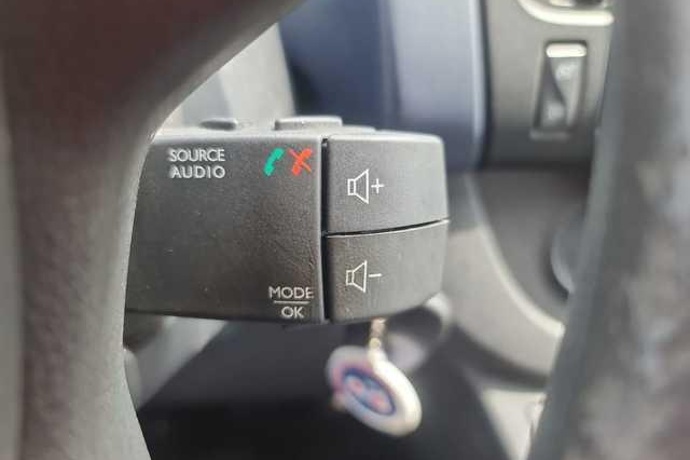 SOURCE
AUDIO
+
-
MODE
OK